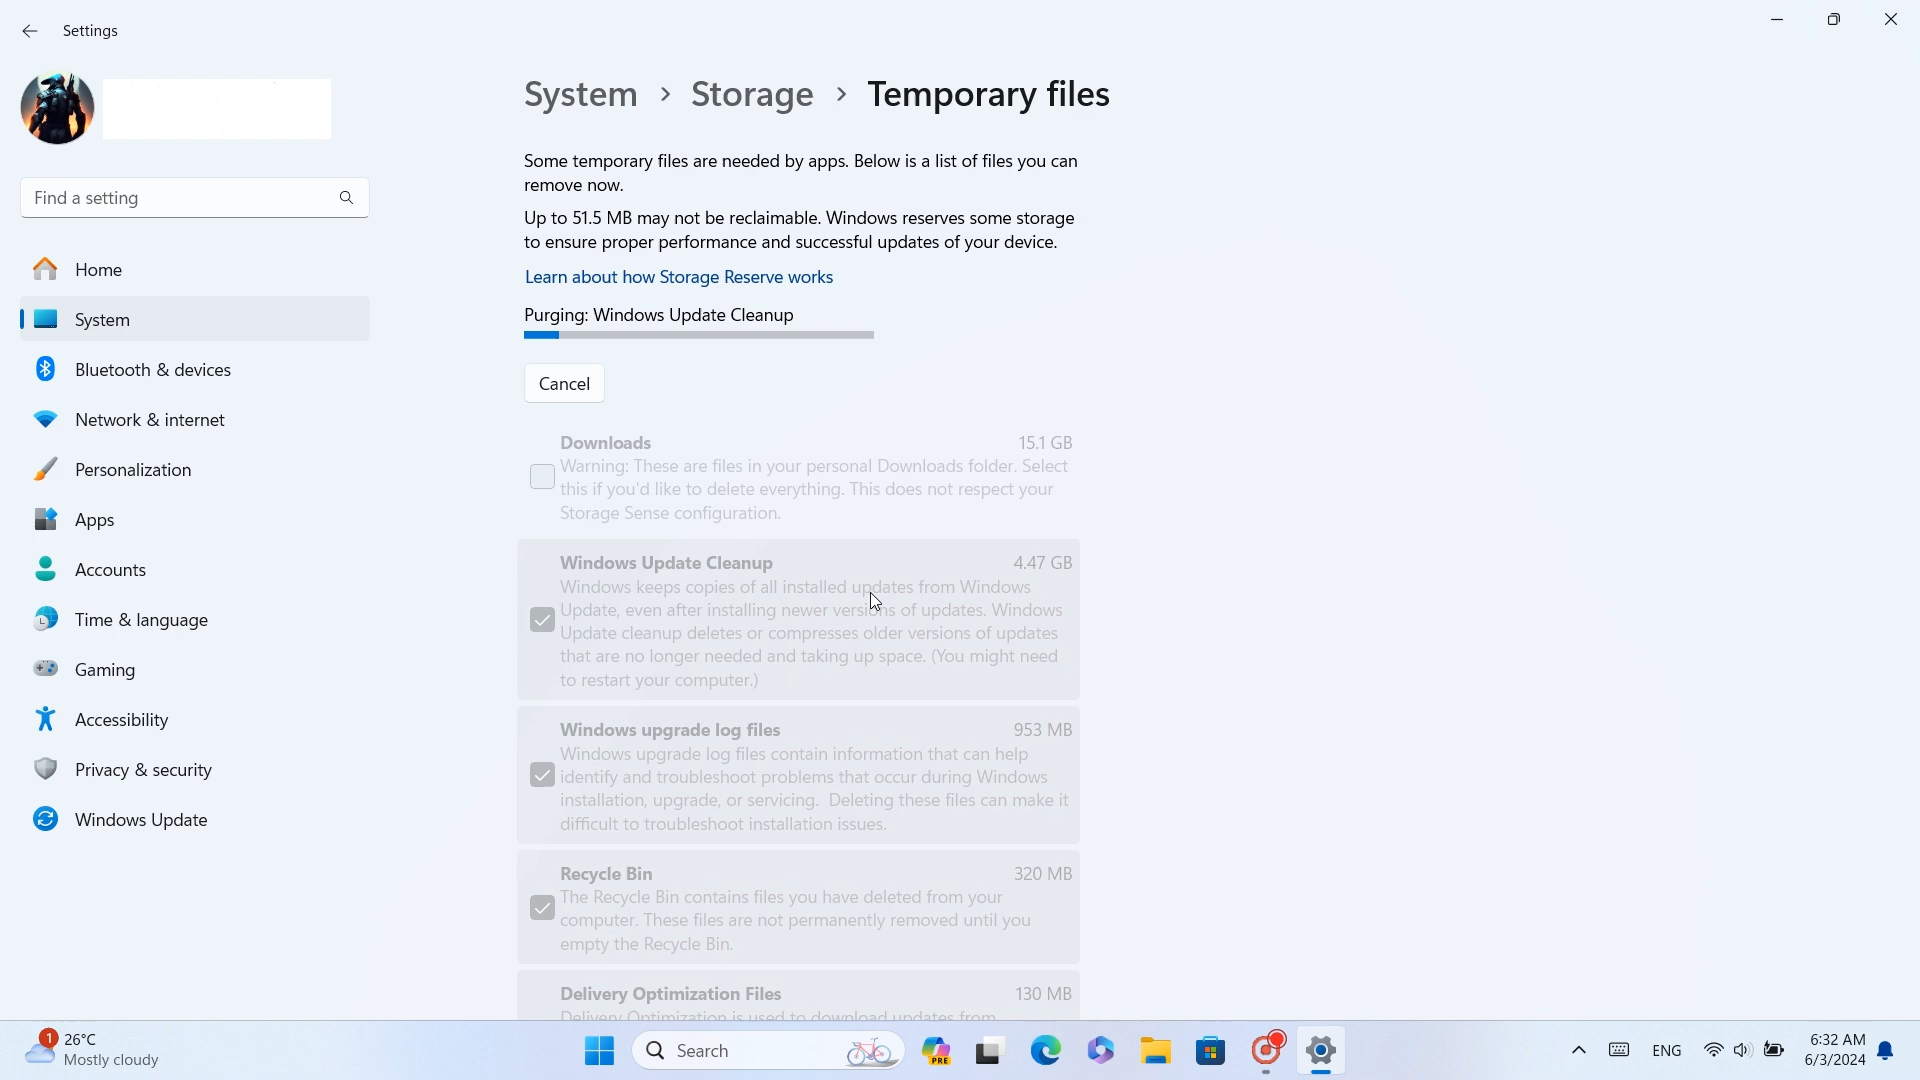 Settings
Find a setting
Home
System
Bluetooth & devices
Network & internet
Personalization
Apps
Accounts
Time & language
Gaming
Accessibility
Privacy & security
Windows Update
System > Storage > Temporary files
Some temporary files are needed by apps. Below is a list of files you can
remove now.
Up to 51.5 MB may not be reclaimable. Windows reserves some storage
to ensure proper performance and successful updates of your device.
Learn about how Storage Reserve works
Purging: Windows Update Cleanup
Cancel
Downloads 15.1 GB
Warning: These are files in your personal Downloads folder. Select
this if you'd like to delete everything. This does not respect your
Storage Sense configuration.
Windows Update Cleanup 4.47 GB
Windows keeps copies of all installed updates from Windows
Update, even after installing newer versions of updates. Windows
Update cleanup deletes or compresses older versions of updates
that are no longer needed and taking up space. (You might need
to restart your computer.)
Windows upgrade log files 953 MB
Windows upgrade log files contain information that can help
identify and troubleshoot problems that occur during Windows
installation, upgrade, or servicing. Deleting these files can make it
difficult to troubleshoot installation issues.
Recycle Bin 320 MB
The Recycle Bin contains files you have deleted from your
computer. These files are not permanently removed until you
empty the Recycle Bin.
Delivery Optimization Files 130 MB
Delivery Optimization is used to download updates from
1
26°C
Mostly cloudy
Search
PRE
ENG
6:32 AM
6/3/2024